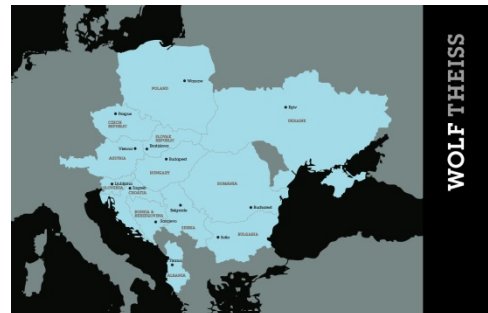 Warsaw
POLAND
Kyiv
UKRAINE
Prague
CZECH
REPUBLIC
SLOVAK
REPUBLIC
Vienna
Bratislava
AUSTRIA
Budapest
HUNGARY
Ljubljana
SLOVENIA
Zagreb
CROATIA
ROMANIA
Bucharest
BOSNIA &
HERZEGOVINA
Belgrade
Sarajevo
SERBIA
Sofia
BULGARIA
Tirana
ALBANIA
WOLF THEISS